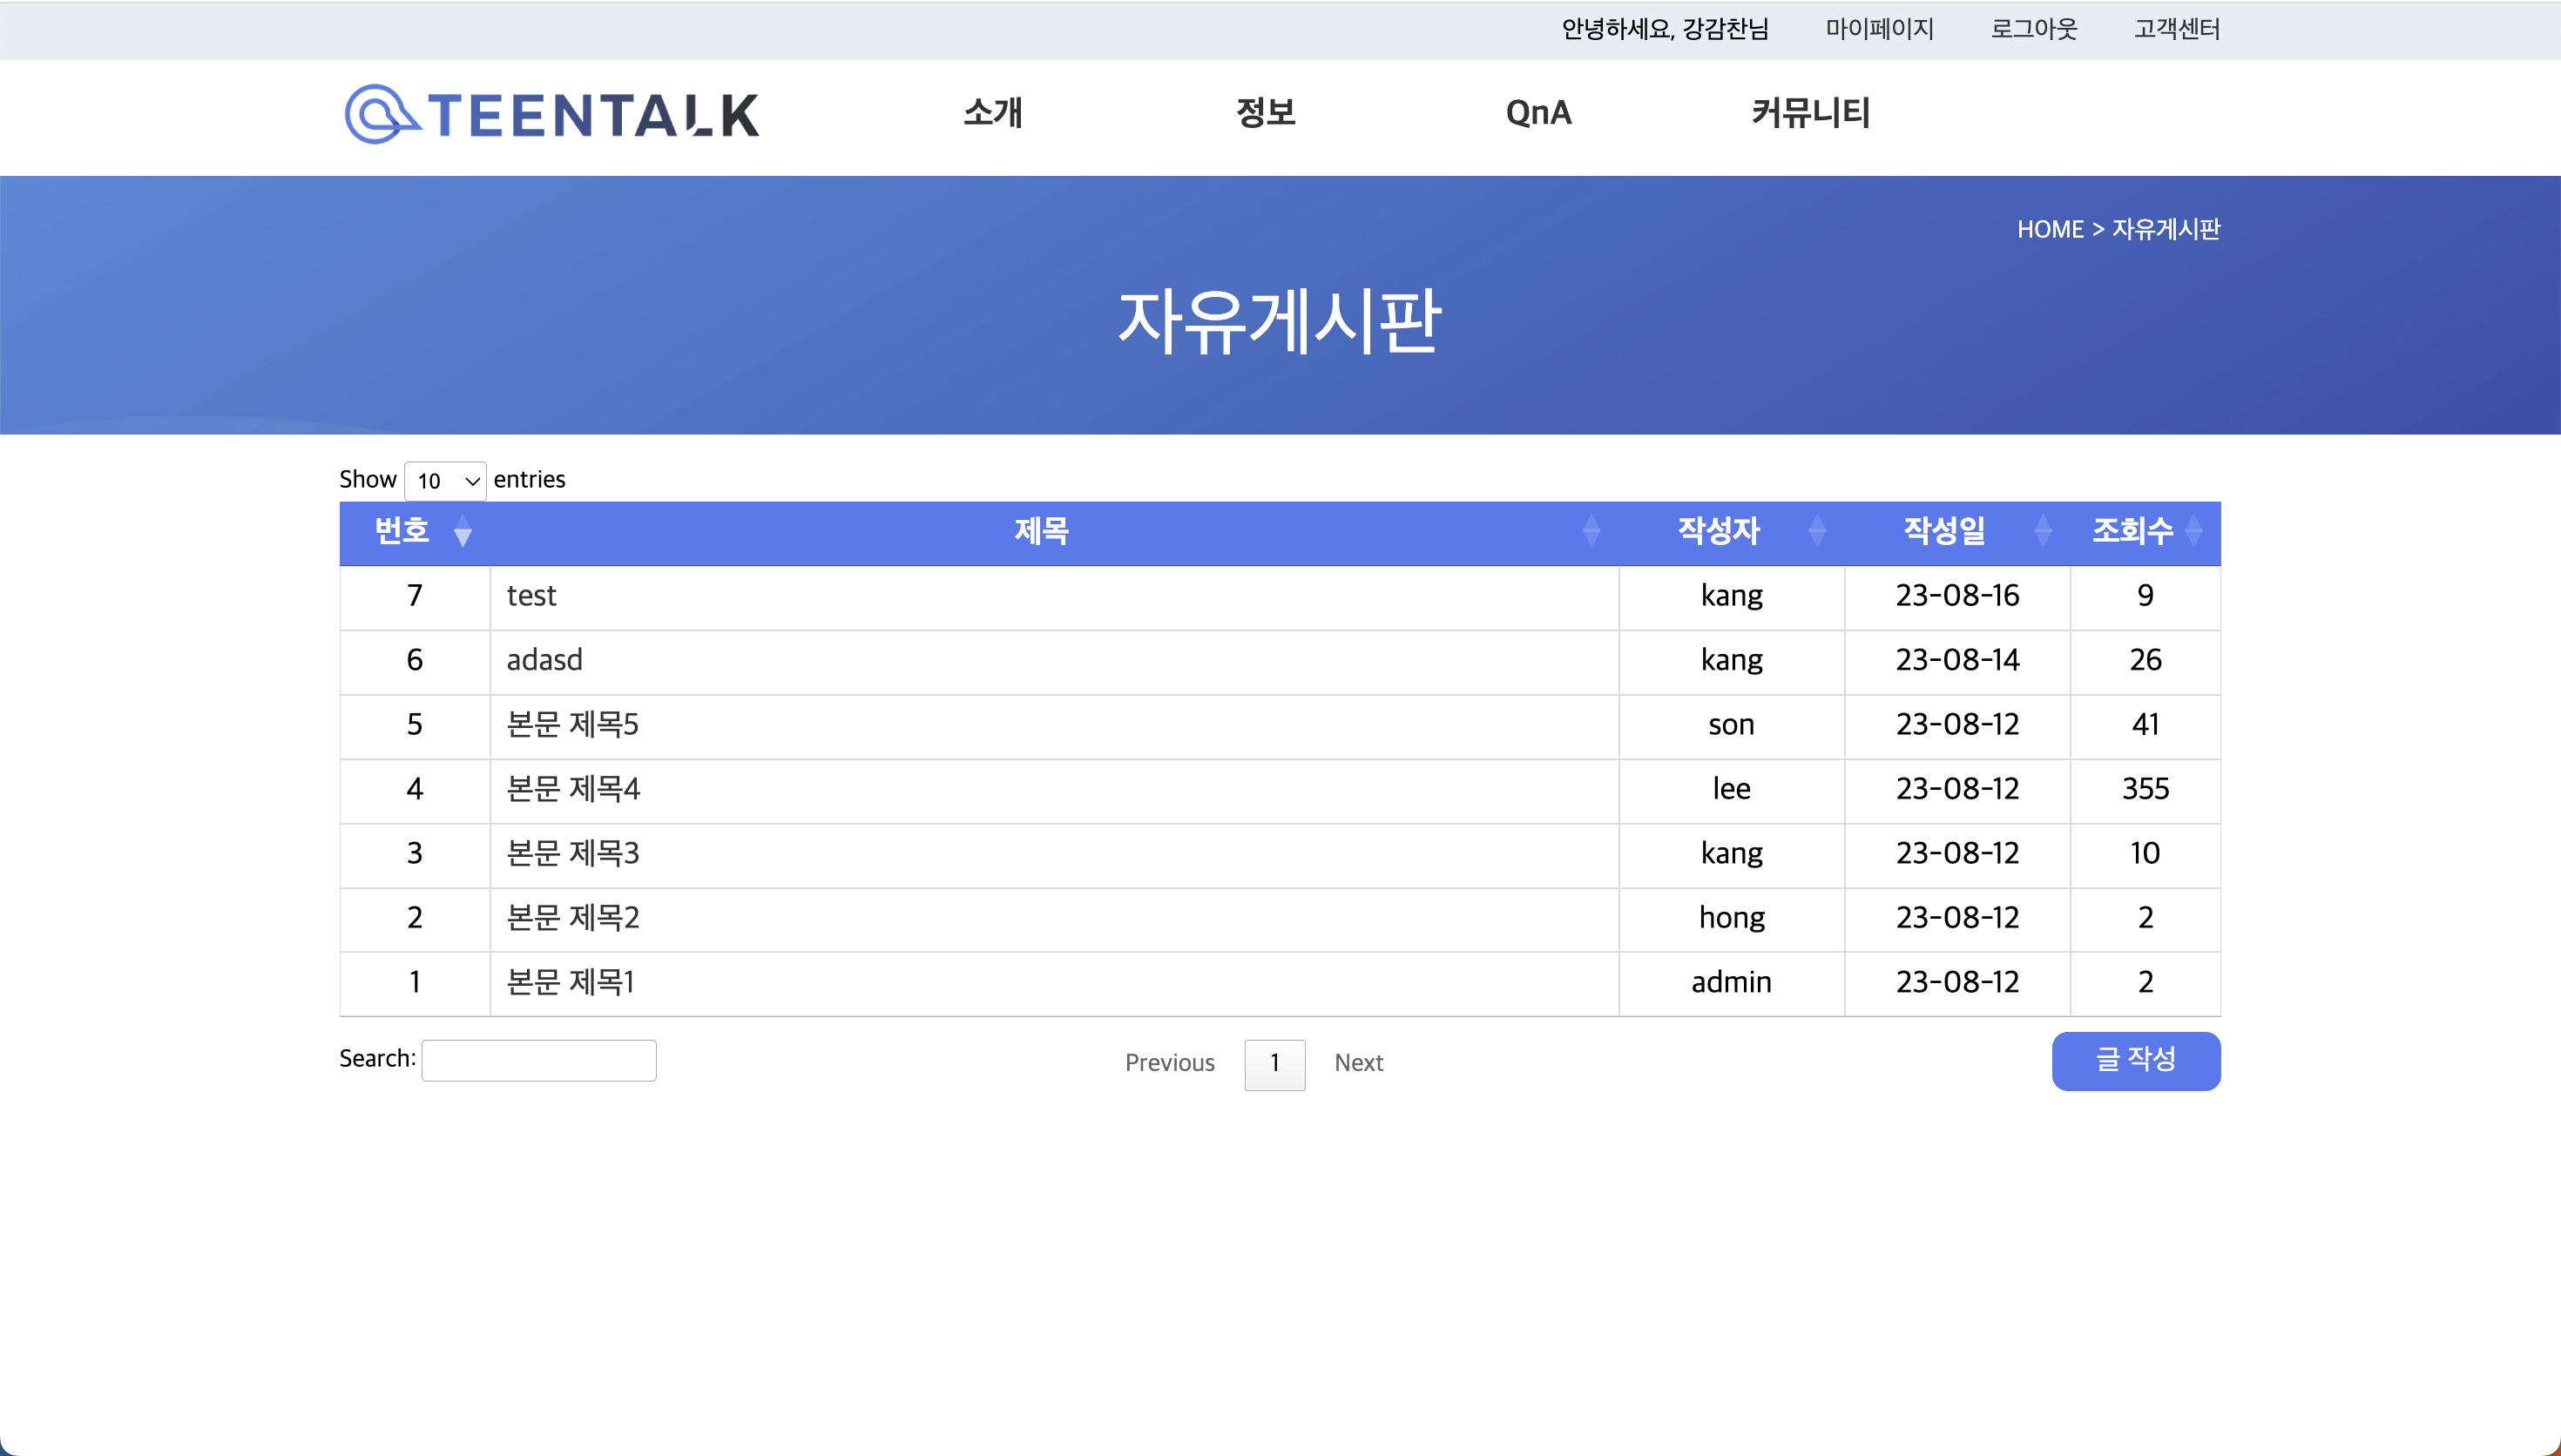 안녕하세요, 강감찬님 마이페이지 로그아웃 고객센터
TEENTALK 소개 정보 QnA 커뮤니티
HOME > 자유게시판
자유게시판
Show 10 entries
번호 제목 작성자 작성일 조회수
7 test kang 23-08-16 9
6 adasd kang 23-08-14 26
5 본문 제목5 son 23-08-12 41
4 본문 제목4 lee 23-08-12 355
3 본문 제목3 kang 23-08-12 10
2 본문 제목2 hong 23-08-12 2
1 본문 제목1 admin 23-08-12 2
Search: Previous 1 Next 글 작성